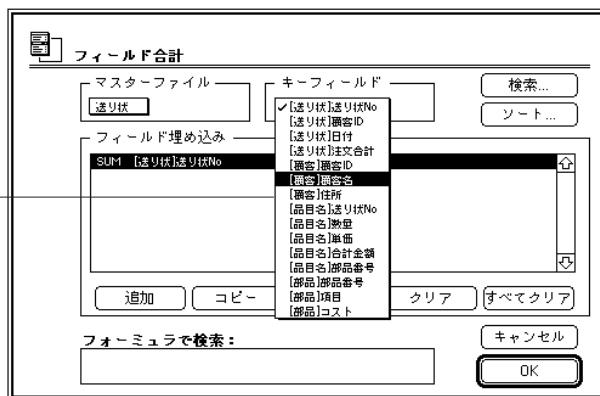 フィールド合計
マスターファイル
送り状
キーフィールド
✓[送り状]送り状No
[送り状]顧客ID
[送り状]日付
[送り状]注文合計
[顧客]顧客ID
[顧客]顧客名
[顧客]住所
[品目名]送り状No
[品目名]数量
[品目名]単価
[品目名]合計金額
[品目名]部品番号
[部品]部品番号
[部品]項目
[部品]コスト
検索...
ソート...
フィールド埋め込み
SUM [送り状]送り状No
追加
コピー
クリア
すべてクリア
フォーミュラで検索：
キャンセル
OK